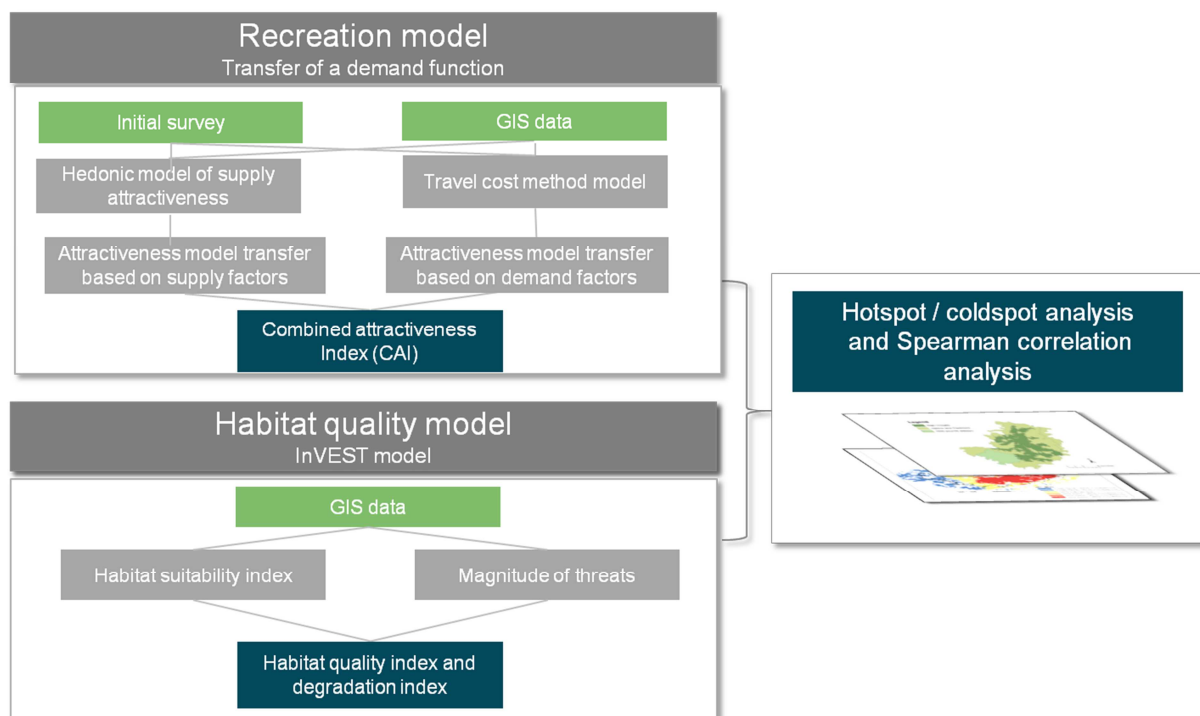 Recreation model
Transfer of a demand function
Initial survey
GIS data
Hedonic model of supply
attractiveness
Travel cost method model
Attractiveness model transfer
based on supply factors
Attractiveness model transfer
based on demand factors
Combined attractiveness
Index (CAI)
Habitat quality model
InVEST model
GIS data
Habitat suitability index
Magnitude of threats
Habitat quality index and
degradation index
Hotspot / coldspot analysis
and Spearman correlation
analysis